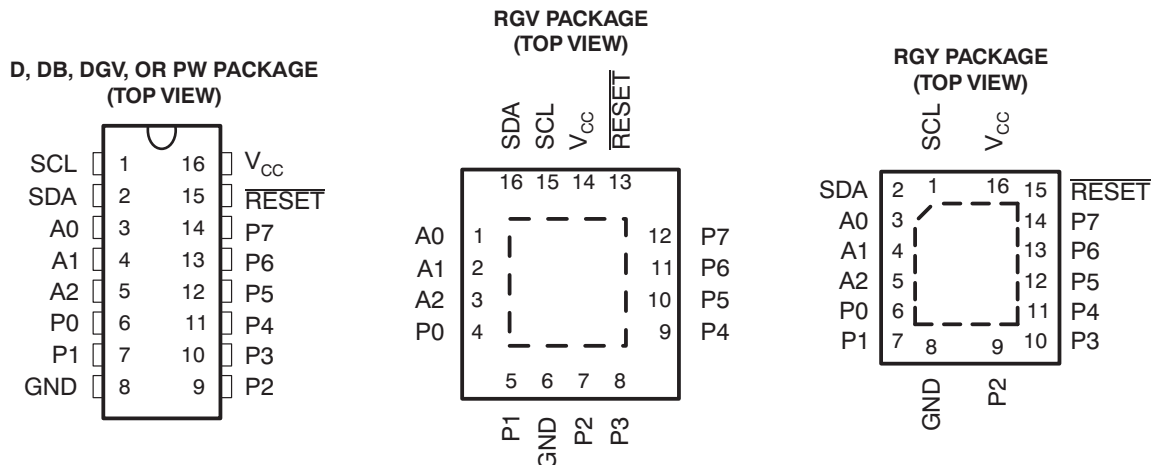 D, DB, DGV, OR PW PACKAGE
(TOP VIEW)
SCL 1 16 VCC
SDA 2 15 RESET
A0 3 14 P7
A1 4 13 P6
A2 5 12 P5
P0 6 11 P4
P1 7 10 P3
GND 8 9 P2
RGV PACKAGE
(TOP VIEW)
SDA SCL VCC RESET
16 15 14 13
A0 1 12 P7
A1 2 11 P6
A2 3 10 P5
P0 4 9 P4
5 6 7 8
P1 GND P2 P3
RGY PACKAGE
(TOP VIEW)
SCL VCC
1 16
SDA 2 15 RESET
A0 3 14 P7
A1 4 13 P6
A2 5 12 P5
P0 6 11 P4
P1 7 10 P3
8 9
GND P2